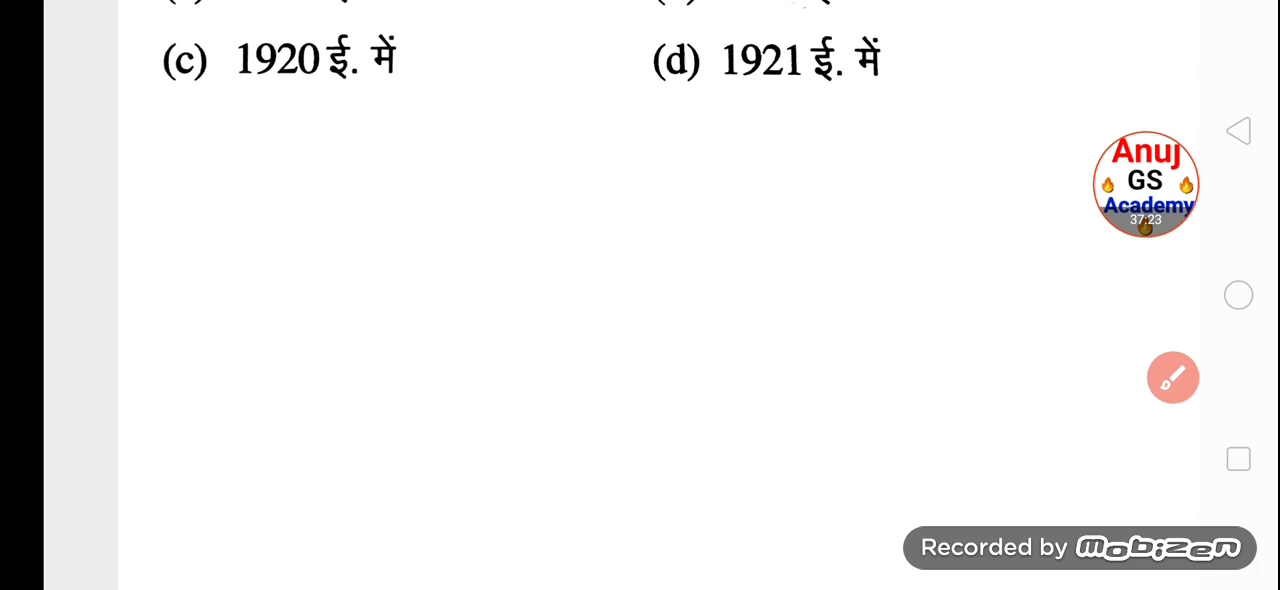 (c) 1920 ई. में (d) 1921 ई. में
Anuj
GS
Academy
37:23
Recorded by mobizen